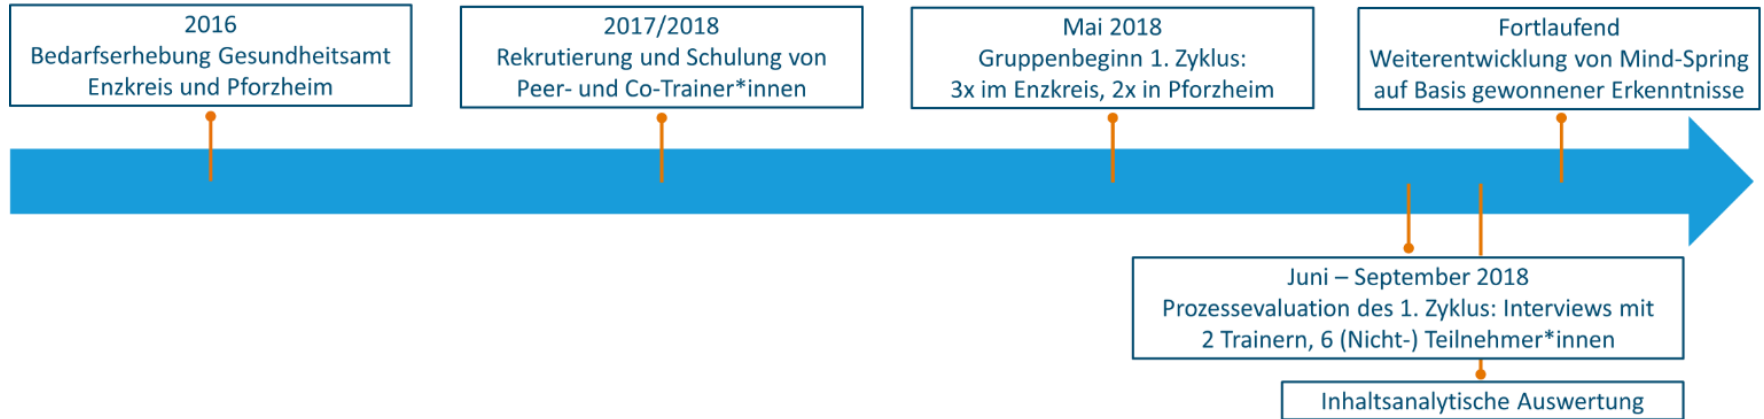 2016
Bedarfserhebung Gesundheitsamt
Enzkreis und Pforzheim
2017/2018
Rekrutierung und Schulung von
Peer- und Co-Trainer*innen
Mai 2018
Gruppenbeginn 1. Zyklus:
3x im Enzkreis, 2x in Pforzheim
Fortlaufend
Weiterentwicklung von Mind-Spring
auf Basis gewonnener Erkenntnisse
Juni – September 2018
Prozessevaluation des 1. Zyklus: Interviews mit
2 Trainern, 6 (Nicht-) Teilnehmer*innen
Inhaltsanalytische Auswertung